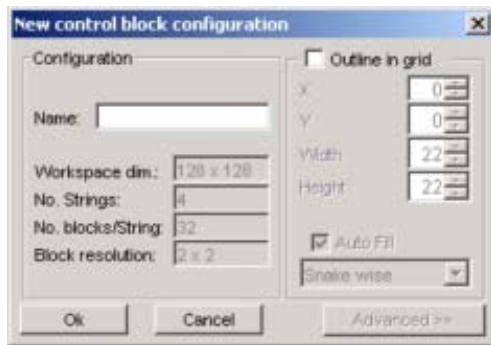 New control block configuration
Configuration
Name:
Workspace dim.: 128 x 128
No. Strings: 4
No. blocks/String: 32
Block resolution: 2 x 2
Outline in grid
X 0
Y 0
Width 22
Height 22
Auto Fill
Snake wise
Ok Cancel Advanced >>